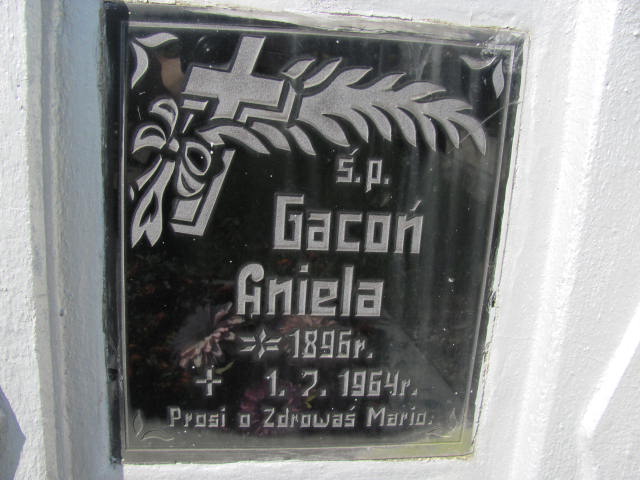 ś.p.
Gacoń
Aniela
* 1896r.
+ 1. 7. 1964r.
Prosi o Zdrowaś Mario.